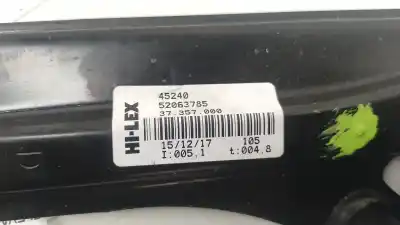 HI-LEX
45240
52063785
37.357.000
15/12/17 105
I:005,1 t:004,8